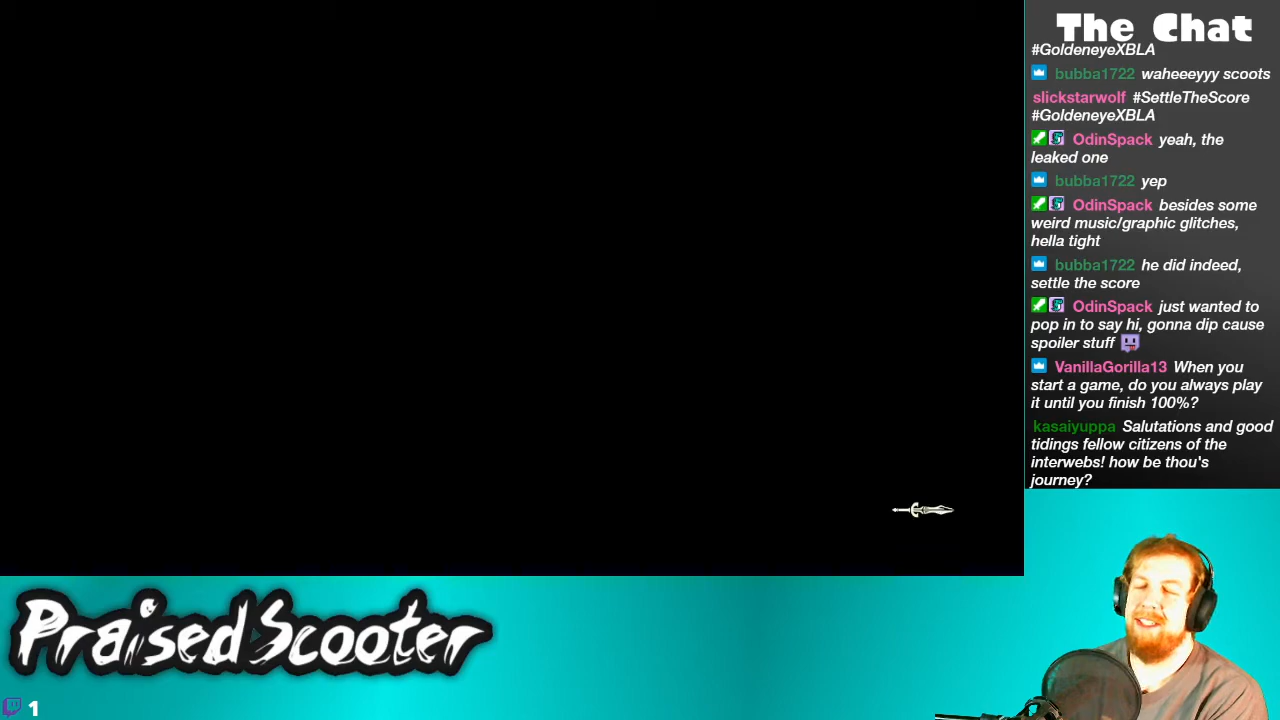 The Chat
#GoldeneyeXBLA
bubba1722 waheeeyyy scoots
slickstarwolf #SettleTheScore
#GoldeneyeXBLA
OdinSpack yeah, the
leaked one
bubba1722 yep
OdinSpack besides some
weird music/graphic glitches,
hella tight
bubba1722 he did indeed,
settle the score
OdinSpack just wanted to
pop in to say hi, gonna dip cause
spoiler stuff
VanillaGorilla13 When you
start a game, do you always play
it until you finish 100%?
kasaiyuppa Salutations and good
tidings fellow citizens of the
interwebs! how be thou's
journey?
PraisedScooter
1